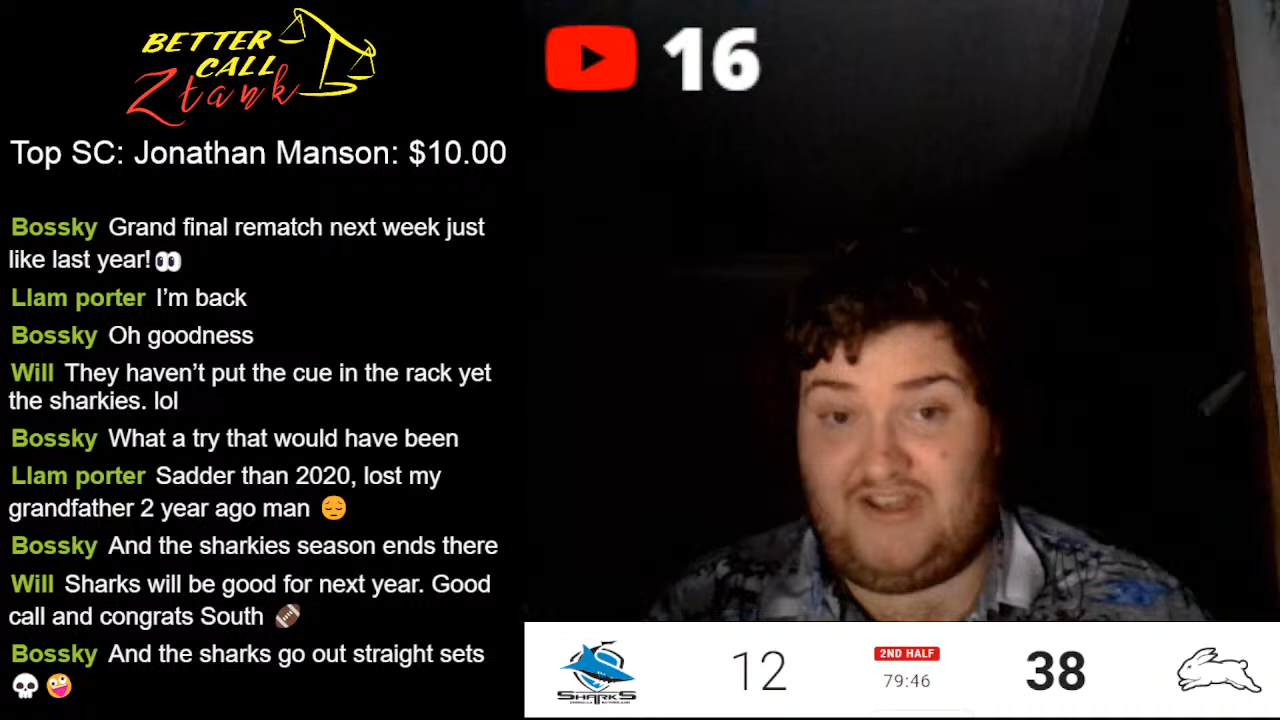 BETTER
CALL
Ztank
16
Top SC: Jonathan Manson: $10.00
Bossky Grand final rematch next week just
like last year!👀
Llam porter I’m back
Bossky Oh goodness
Will They haven’t put the cue in the rack yet
the sharkies. lol
Bossky What a try that would have been
Llam porter Sadder than 2020, lost my
grandfather 2 year ago man 😔
Bossky And the sharkies season ends there
Will Sharks will be good for next year. Good
call and congrats South 🏈
Bossky And the sharks go out straight sets
💀 🤪
SHARKS
12
2ND HALF
79:46
38